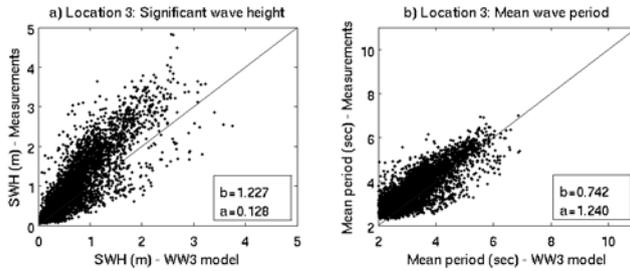 a) Location 3: Significant wave height
SWH (m) - Measurements
5
4
3
2
1
0
0 1 2 3 4 5
b=1.227
a=0.128
SWH (m) - WW3 model
b) Location 3: Mean wave period
Mean period (sec) - Measurements
10
8
6
4
2
2 4 6 8 10
b=0.742
a=1.240
Mean period (sec) - WW3 model